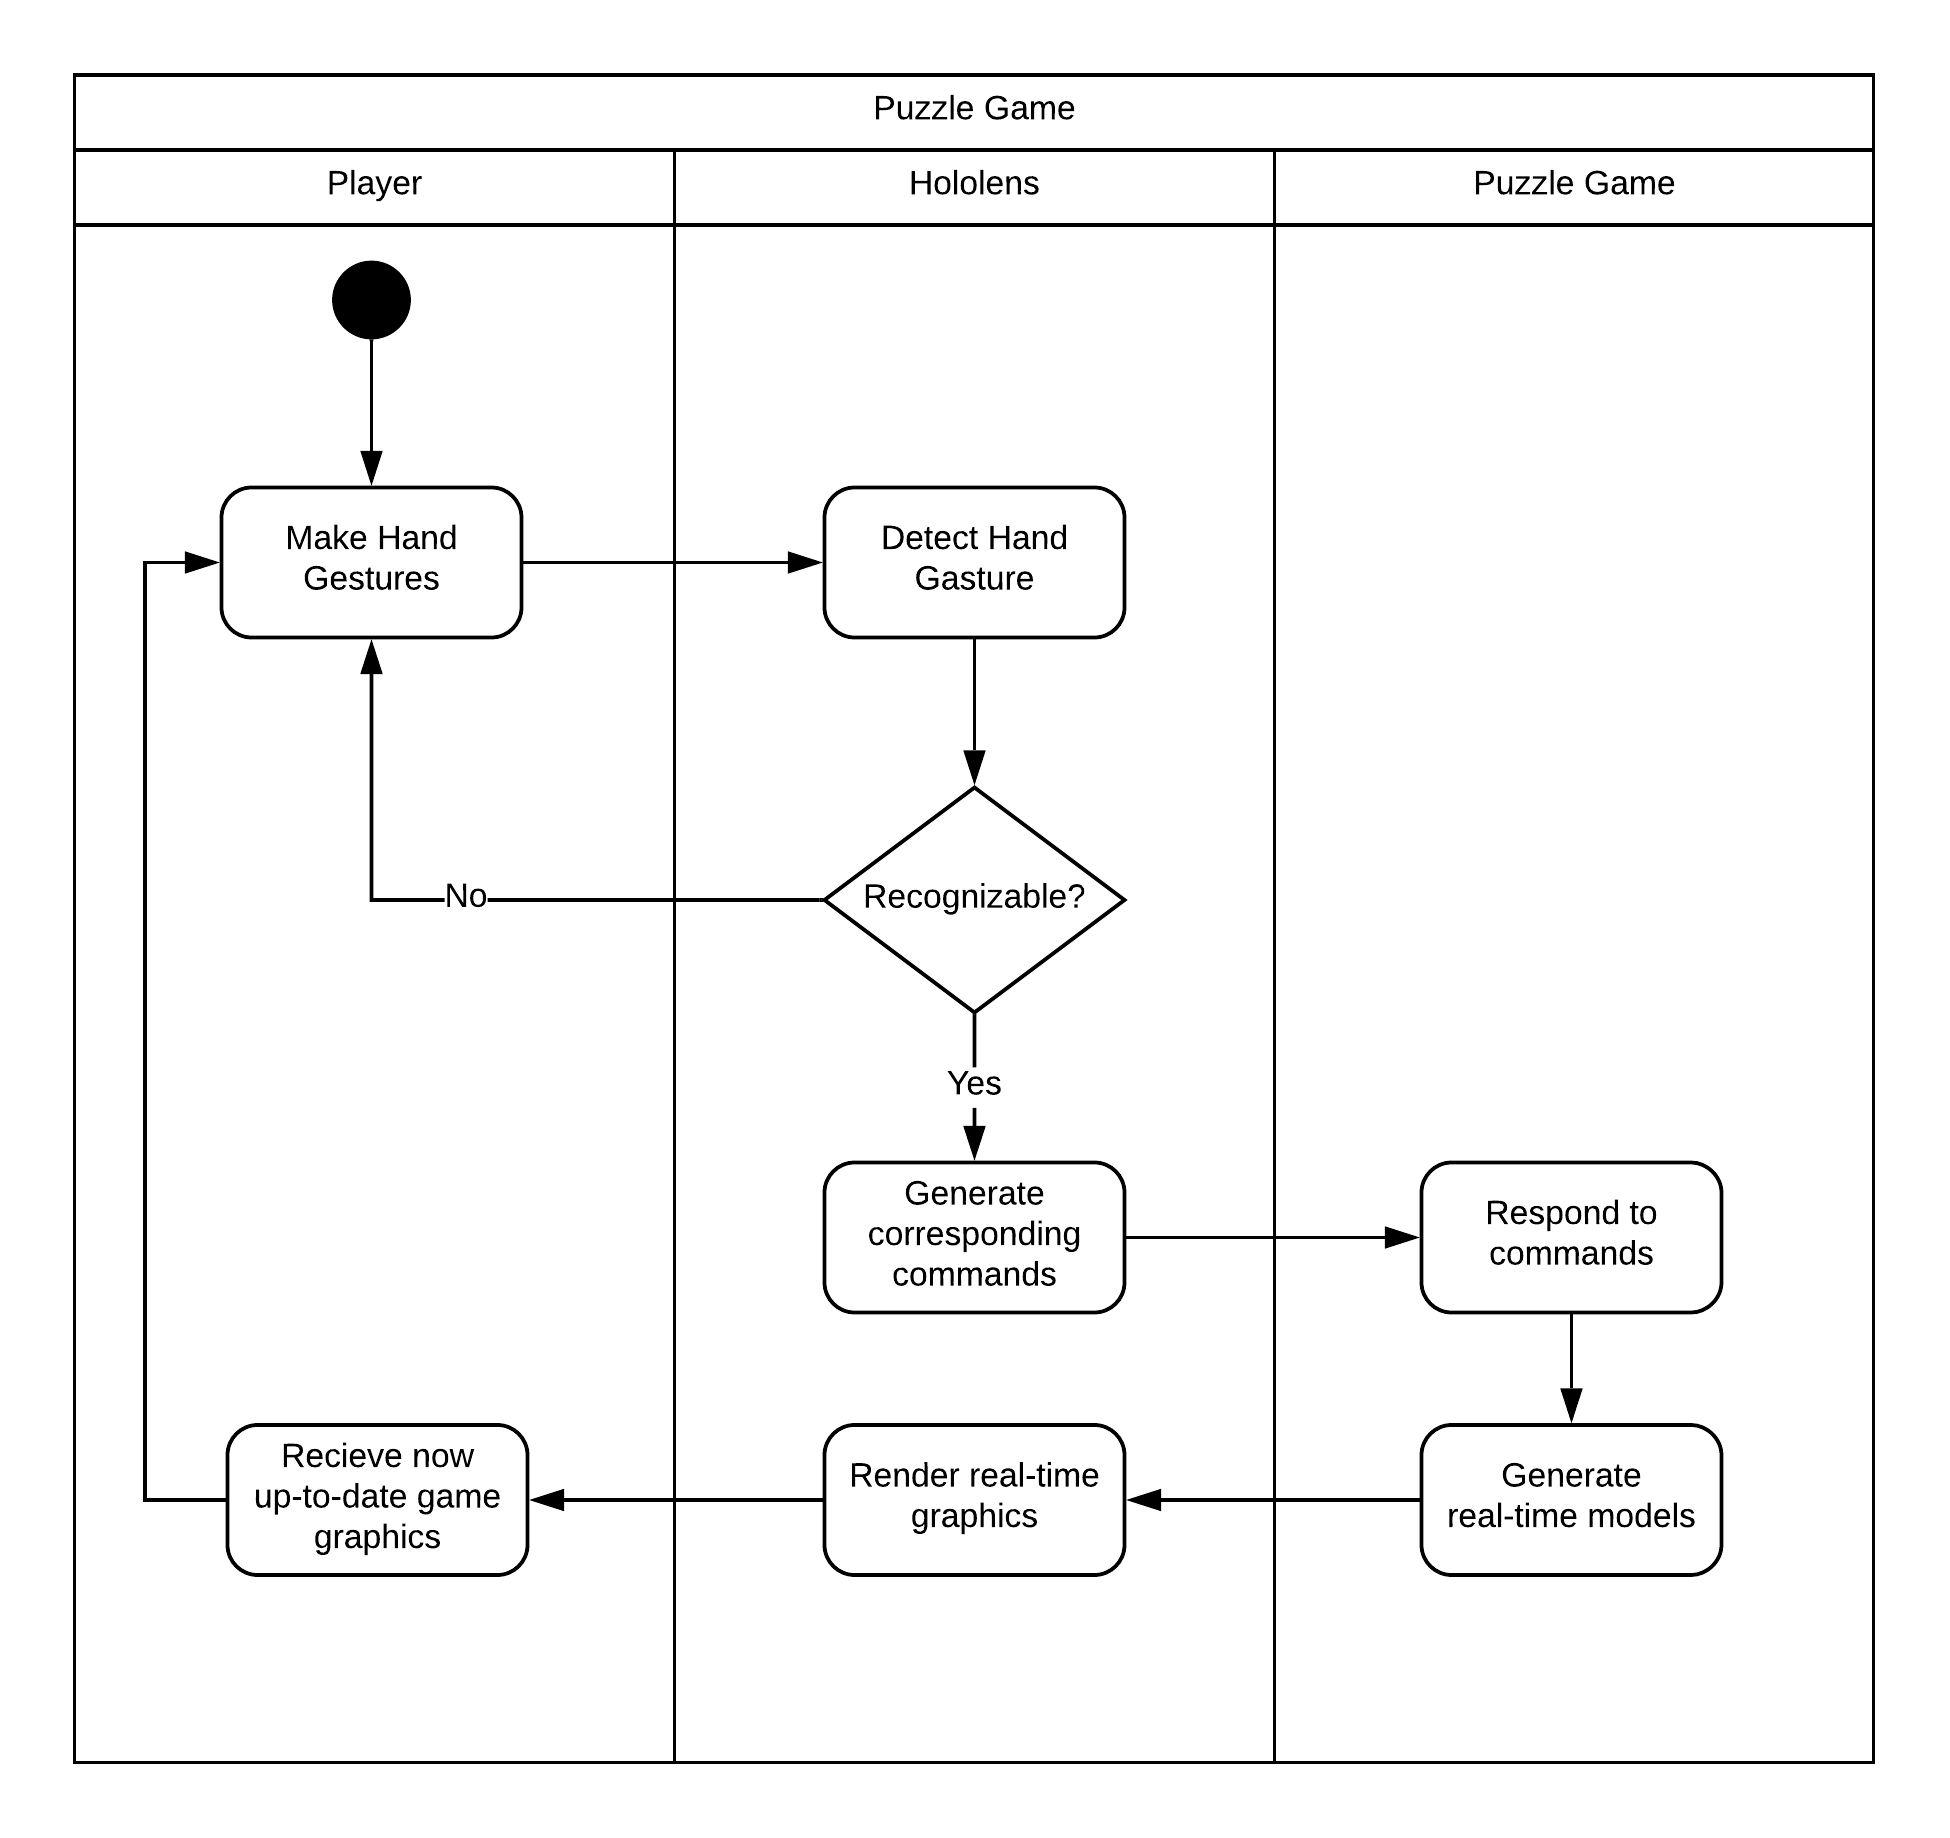 Puzzle Game
Player
Hololens
Puzzle Game
Make Hand
Gestures
Detect Hand
Gasture
Recognizable?
No
Yes
Generate
corresponding
commands
Respond to
commands
Recieve now
up-to-date game
graphics
Render real-time
graphics
Generate
real-time models